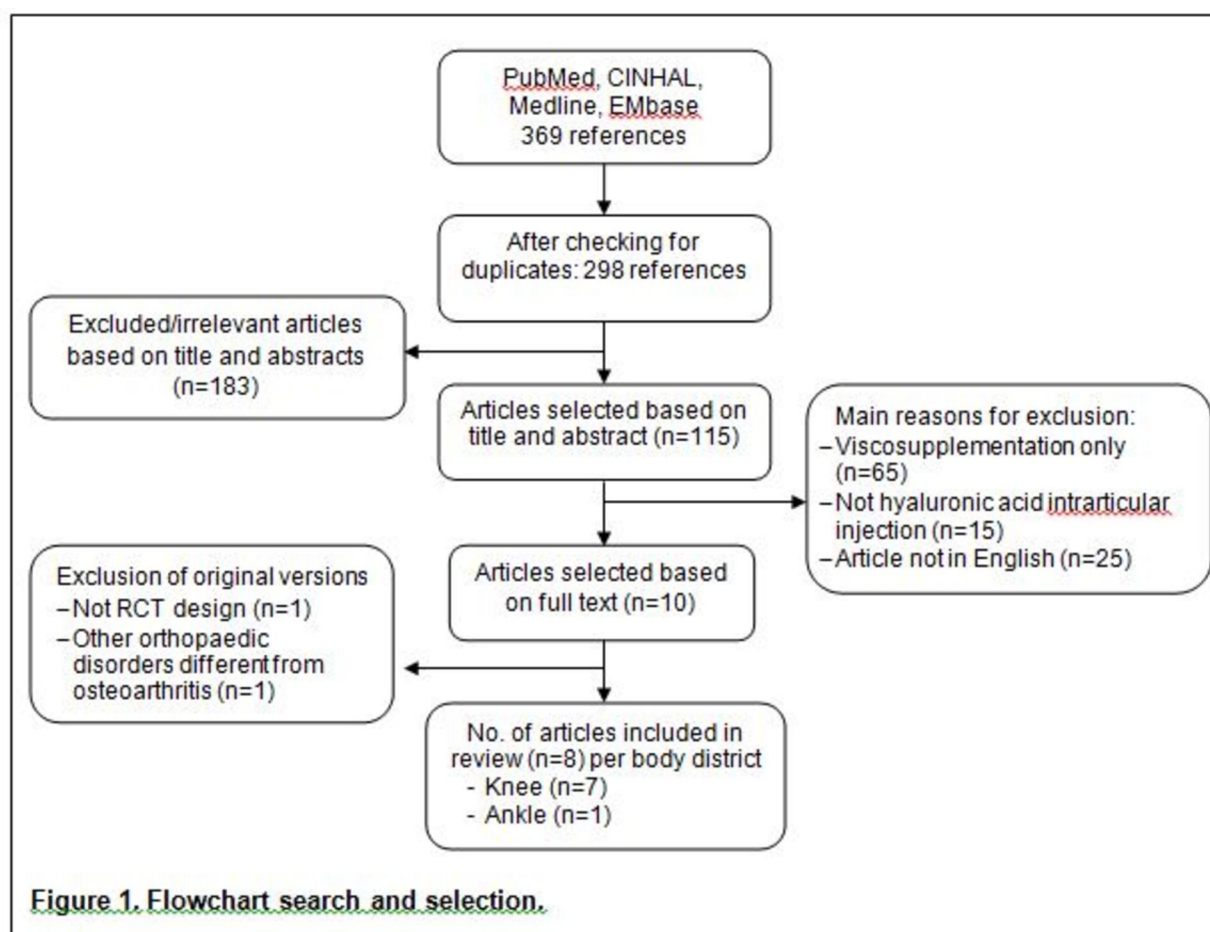 PubMed, CINHAL,
Medline, EMbase
369 references
After checking for
duplicates: 298 references
Excluded/irrelevant articles
based on title and abstracts
(n=183)
Articles selected based on
title and abstract (n=115)
Main reasons for exclusion:
–Viscosupplementation only
(n=65)
–Not hyaluronic acid intrarticular
injection (n=15)
–Article not in English (n=25)
Articles selected based
on full text (n=10)
Exclusion of original versions
–Not RCT design (n=1)
–Other orthopaedic
disorders different from
osteoarthritis (n=1)
No. of articles included in
review (n=8) per body district
- Knee (n=7)
- Ankle (n=1)
Figure 1. Flowchart search and selection.